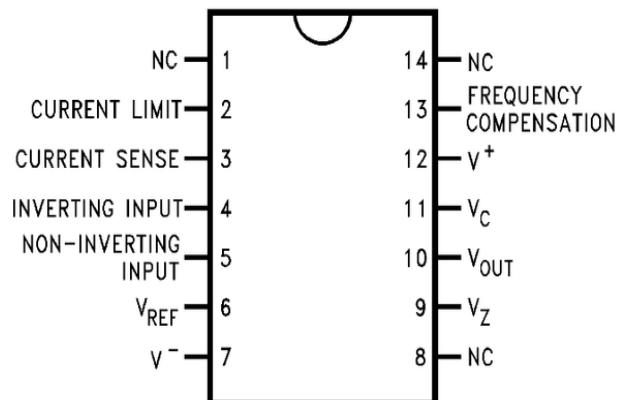 NC 1 14 NC
CURRENT LIMIT 2 13 FREQUENCY
COMPENSATION
CURRENT SENSE 3 12 V+
INVERTING INPUT 4 11 VC
NON-INVERTING
INPUT 5 10 VOUT
VREF 6 9 VZ
V- 7 8 NC